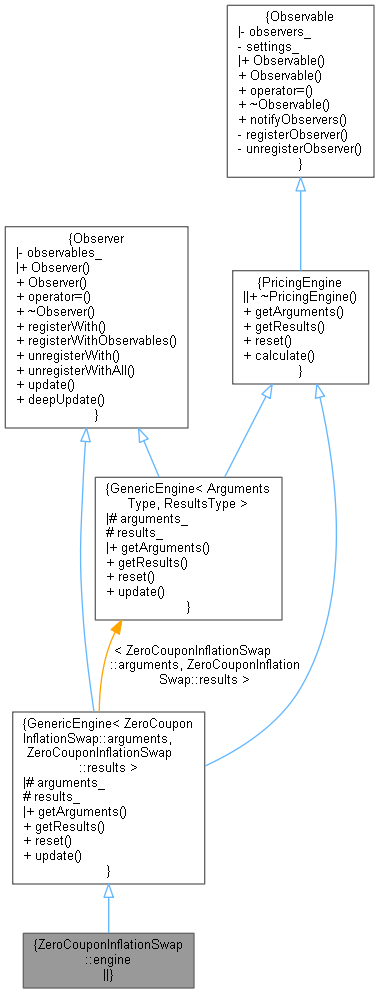 {Observable
|- observers_
- settings_
|+ Observable()
+ Observable()
+ operator=()
+ ~Observable()
+ notifyObservers()
- registerObserver()
- unregisterObserver()
}
{Observer
|- observables_
|+ Observer()
+ Observer()
+ operator=()
+ ~Observer()
+ registerWith()
+ registerWithObservables()
+ unregisterWith()
+ unregisterWithAll()
+ update()
+ deepUpdate()
}
{PricingEngine
||+ ~PricingEngine()
+ getArguments()
+ getResults()
+ reset()
+ calculate()
}
{GenericEngine< Arguments
Type, ResultsType >
|# arguments_
# results_
|+ getArguments()
+ getResults()
+ reset()
+ update()
}
< ZeroCouponInflationSwap
::arguments, ZeroCouponInflation
Swap::results >
{GenericEngine< ZeroCoupon
InflationSwap::arguments,
ZeroCouponInflationSwap
::results >
|# arguments_
# results_
|+ getArguments()
+ getResults()
+ reset()
+ update()
}
{ZeroCouponInflationSwap
::engine
||}